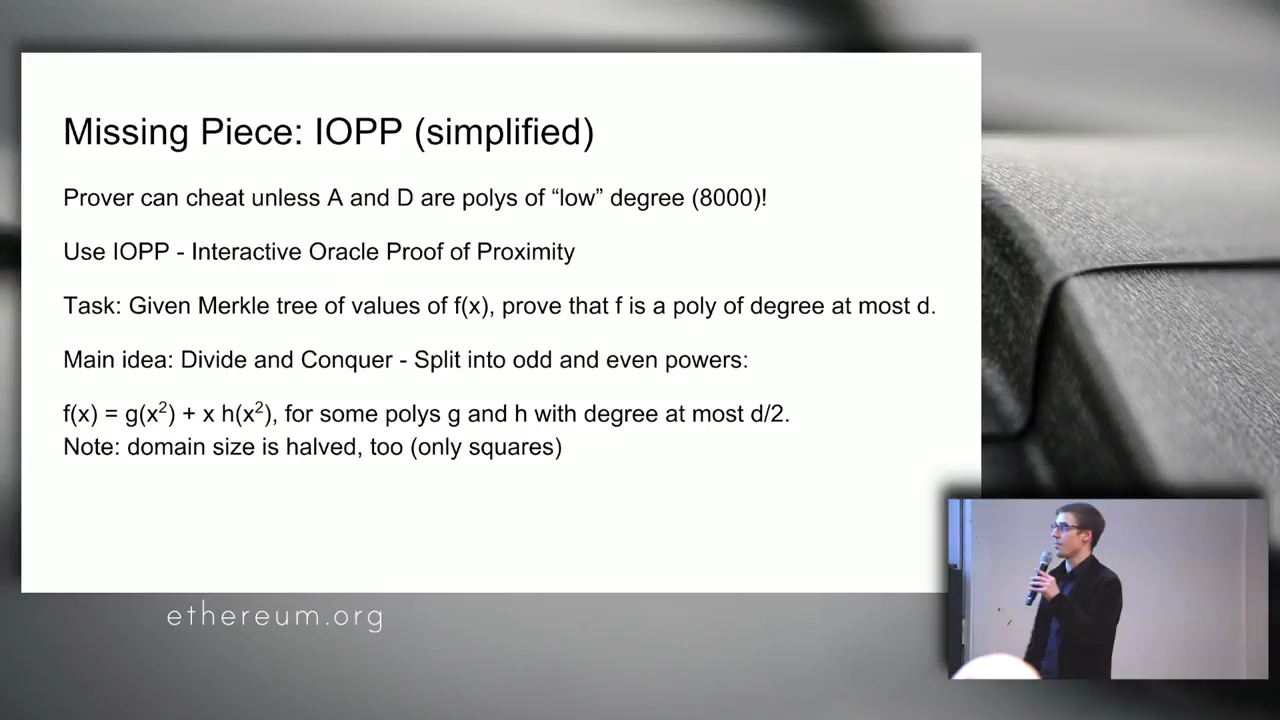 Missing Piece: IOPP (simplified)
Prover can cheat unless A and D are polys of “low” degree (8000)!
Use IOPP - Interactive Oracle Proof of Proximity
Task: Given Merkle tree of values of f(x), prove that f is a poly of degree at most d.
Main idea: Divide and Conquer - Split into odd and even powers:
f(x) = g(x²) + x h(x²), for some polys g and h with degree at most d/2.
Note: domain size is halved, too (only squares)
ethereum.org